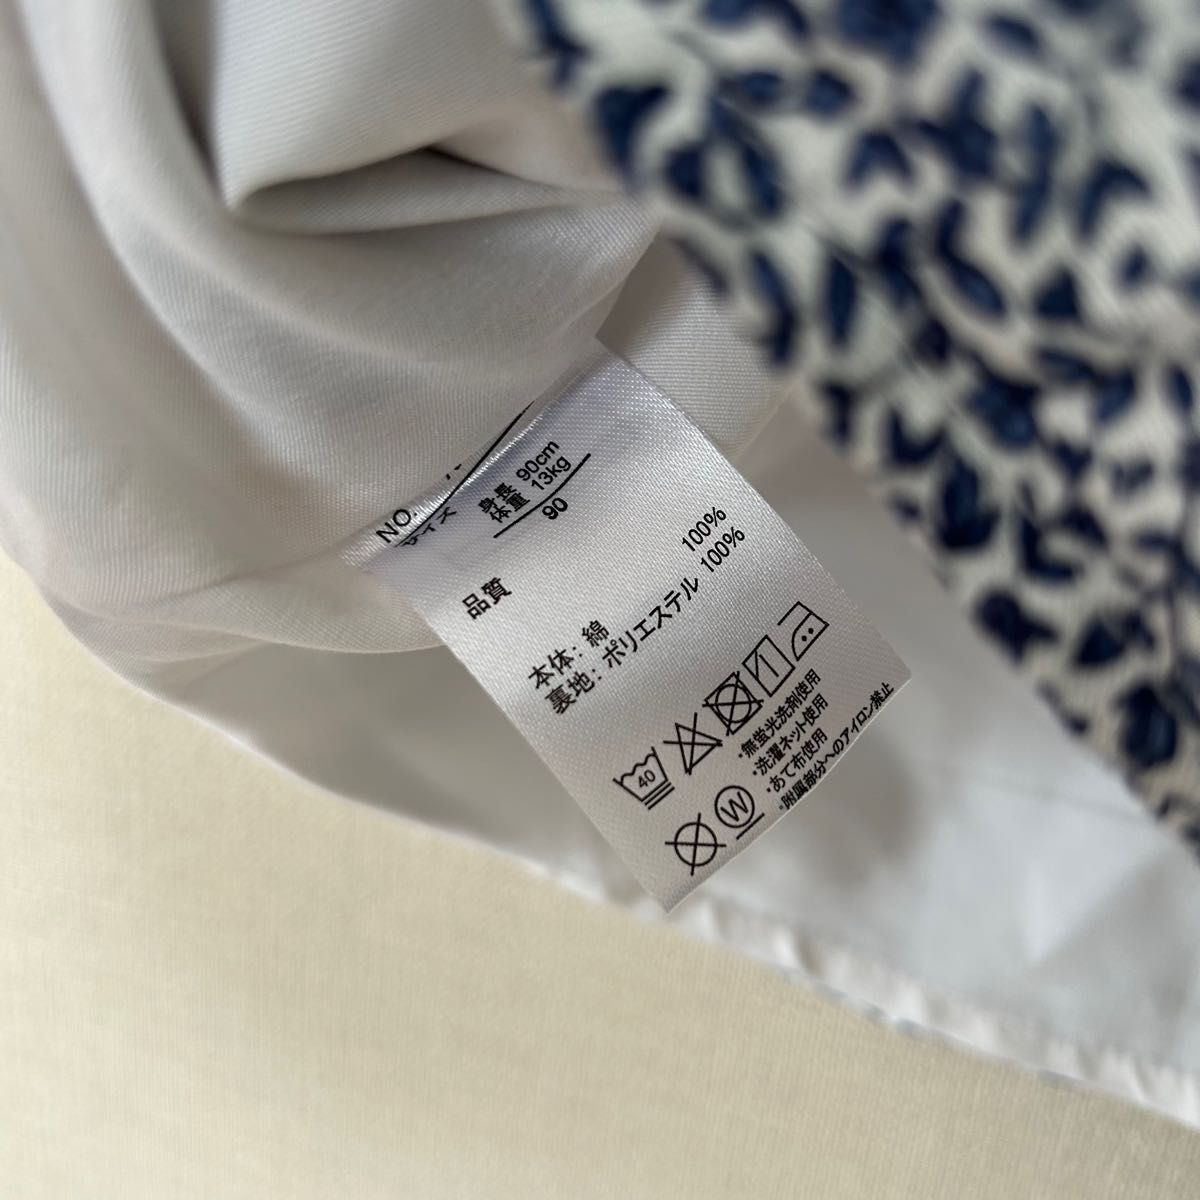 NO.
サイズ
身長 90cm
体重 13kg
90
品質
本体: 綿 100%
裏地: ポリエステル 100%
40
W
・無蛍光洗剤使用
・洗濯ネット使用
・あて布使用
・附属部分へのアイロン禁止